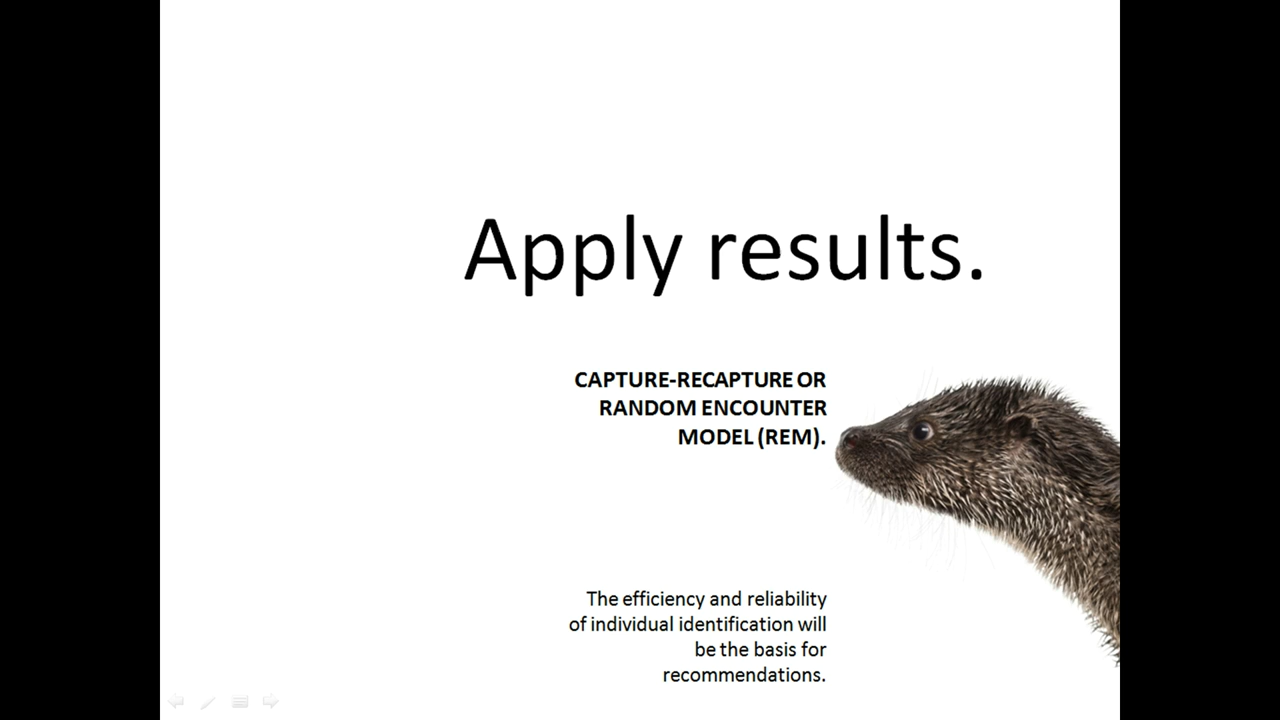 Apply results.
CAPTURE-RECAPTURE OR
RANDOM ENCOUNTER
MODEL (REM).
The efficiency and reliability
of individual identification will
be the basis for
recommendations.